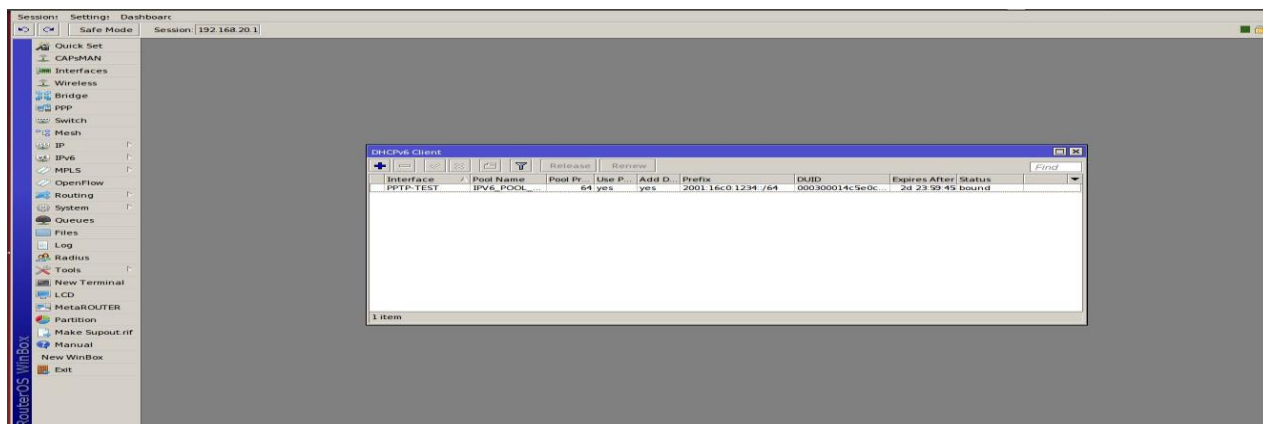 Session: Setting: Dashboard
Safe Mode Session: 192.168.20.1
Quick Set
CAPsMAN
Interfaces
Wireless
Bridge
PPP
Switch
Mesh
IP
IPv6
MPLS
OpenFlow
Routing
System
Queues
Files
Log
Radius
Tools
New Terminal
LCD
MetaROUTER
Partition
Make Supout.rif
Manual
New WinBox
Exit
RouterOS WinBox
DHCPv6 Client
Release Renew Find
Interface Pool Name Pool Pr... Use P... Add D... Prefix DUID Expires After Status
PPTP-TEST IPV6_POOL_... 64 yes yes 2001:16c0:1234::/64 000300014c5e0c... 2d 23:59:45 bound
1 item